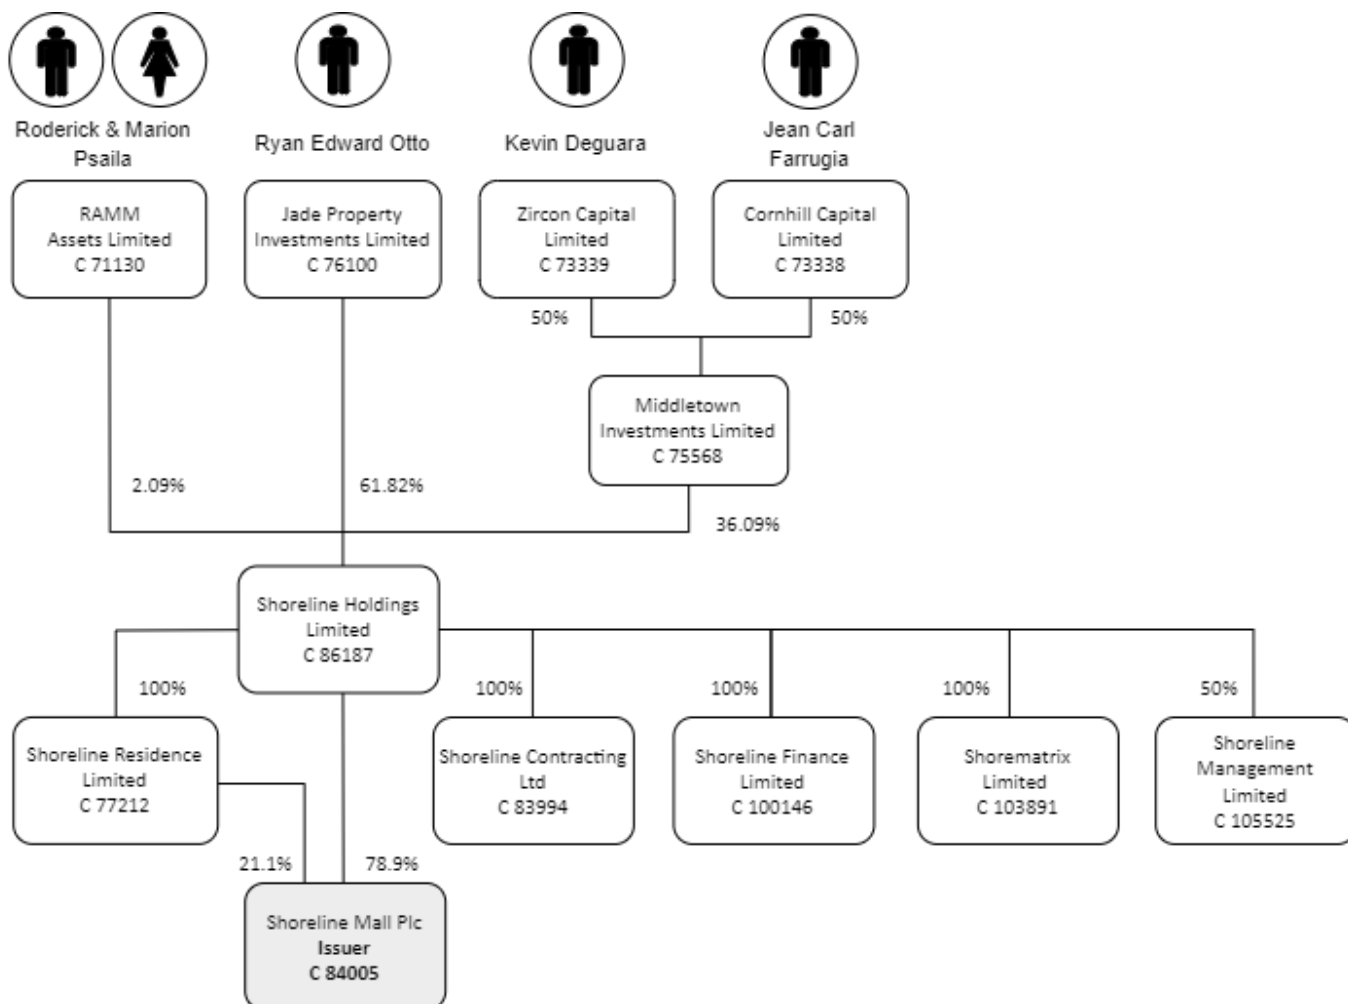 Roderick & Marion
Psaila
Ryan Edward Otto
Kevin Deguara
Jean Carl
Farrugia
RAMM
Assets Limited
C 71130
Jade Property
Investments Limited
C 76100
Zircon Capital
Limited
C 73339
Cornhill Capital
Limited
C 73338
50%
50%
Middletown
Investments Limited
C 75568
2.09%
61.82%
36.09%
Shoreline Holdings
Limited
C 86187
100%
100%
100%
100%
50%
Shoreline Residence
Limited
C 77212
Shoreline Contracting
Ltd
C 83994
Shoreline Finance
Limited
C 100146
Shorematrix
Limited
C 103891
Shoreline
Management
Limited
C 105525
21.1%
78.9%
Shoreline Mall Plc
Issuer
C 84005